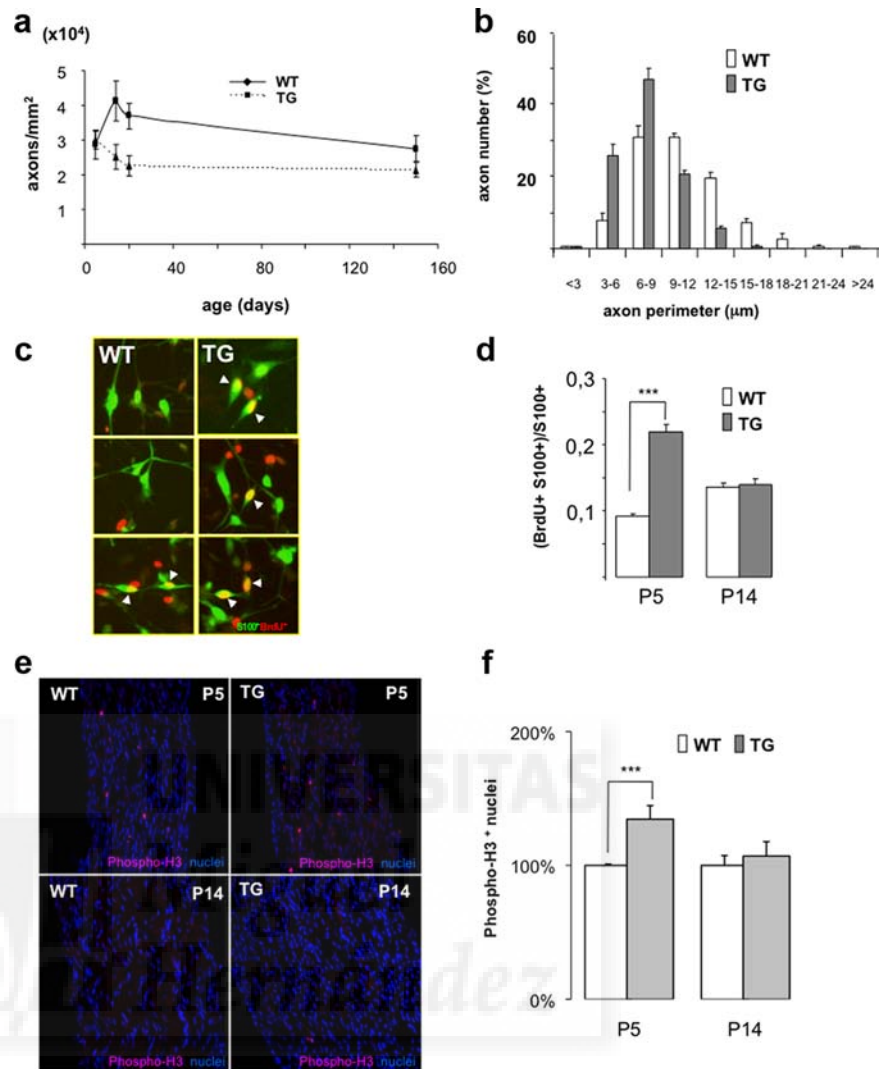 a
(x10⁴)
5
4
3
2
1
axons/mm²
0
40
80
120
160
age (days)
WT
TG
b
60
40
20
axon number (%)
WT
TG
<3
3-6
6-9
9-12
12-15
15-18
18-21
21-24
>24
axon perimeter (µm)
c
WT
TG
S100⁺BrdU⁺
d
0,3
0,2
0,1
(BrdU+ S100+)/S100+
***
WT
TG
P5
P14
e
WT
P5
Phospho-H3 nuclei
TG
P5
Phospho-H3 nuclei
WT
P14
Phospho-H3 nuclei
TG
P14
Phospho-H3 nuclei
UNIVERSITAS
Hernández
f
200%
100%
0%
Phospho-H3 ⁺ nuclei
***
WT
TG
P5
P14